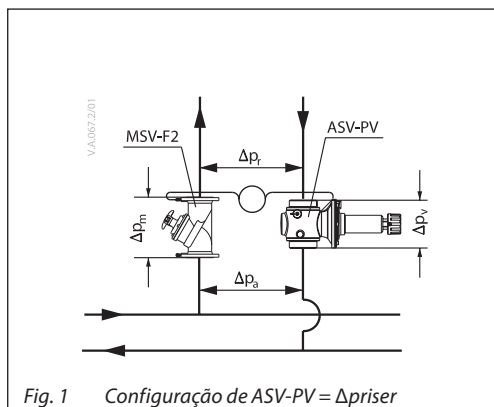 V.A.067.2/01
MSV-F2
ASV-PV
Δpᵣ
Δpₘ
Δpᵥ
Δpₐ
Fig. 1 Configuração de ASV-PV = Δpriser